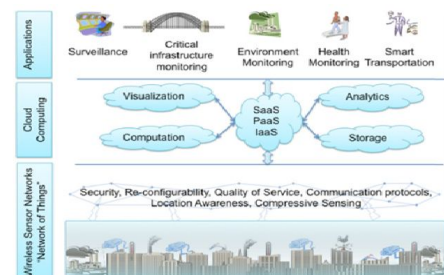 Applications
Surveillance
Critical
infrastructure
monitoring
Environment
Monitoring
Health
Monitoring
Smart
Transportation
Cloud
Computing
Visualization
Computation
SaaS
PaaS
IaaS
Analytics
Storage
Wireless Sensor Networks
"Network of Things"
Security, Re-configurability, Quality of Service, Communication protocols,
Location Awareness, Compressive Sensing